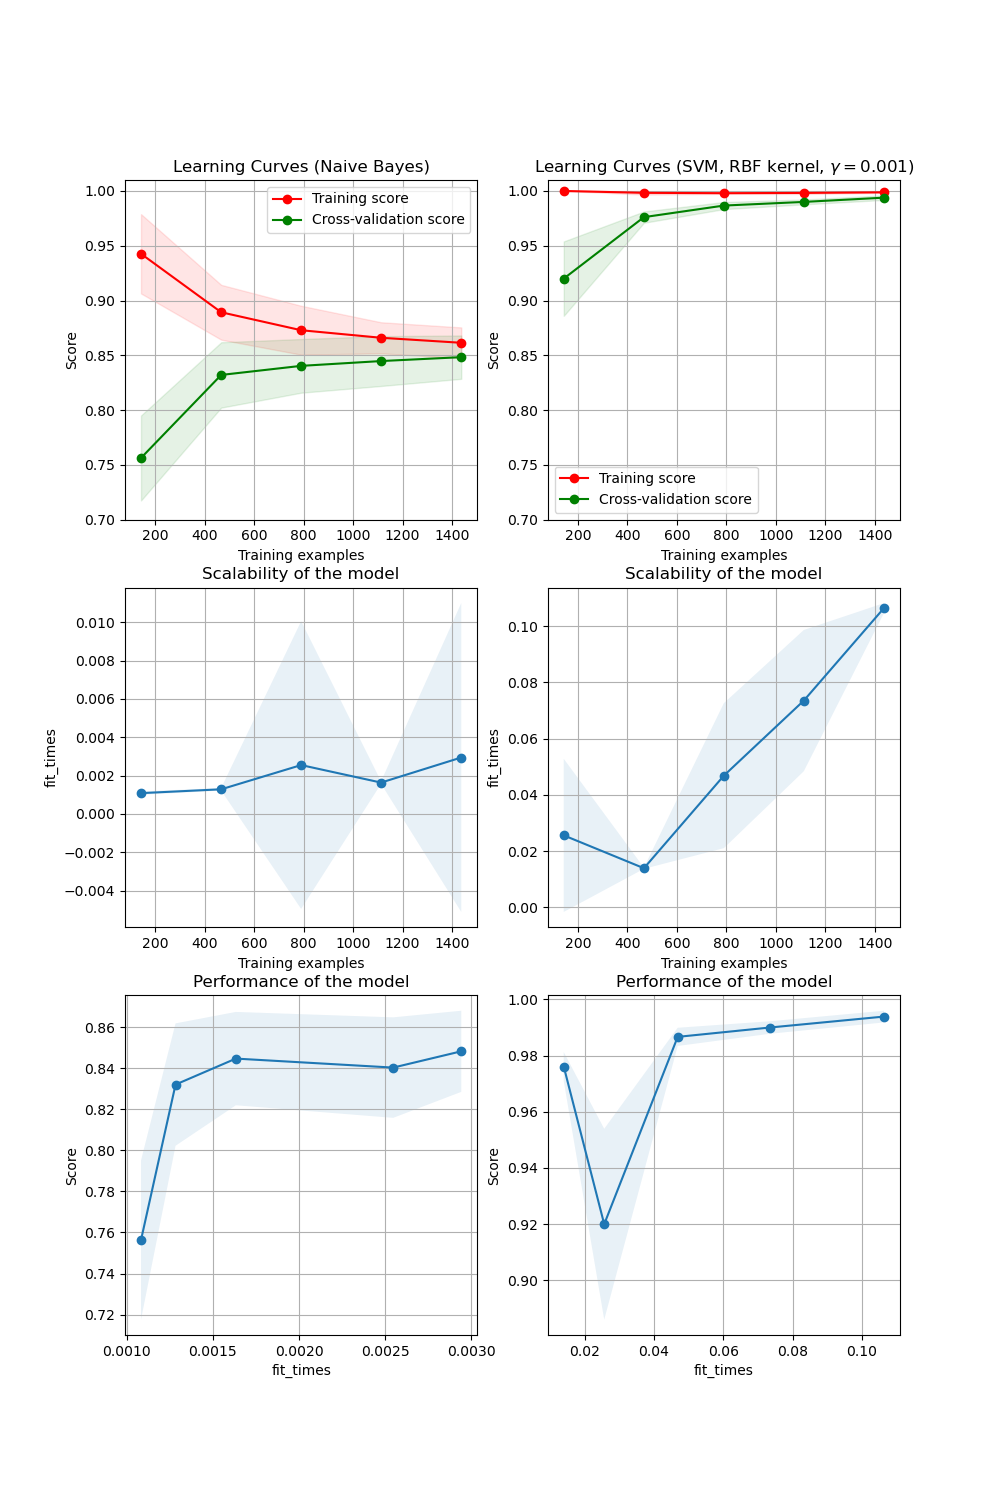 Learning Curves (Naive Bayes)
1.00
0.95
0.90
0.85
0.80
0.75
0.70
Score
Training score
Cross-validation score
200 400 600 800 1000 1200 1400
Training examples
Learning Curves (SVM, RBF kernel, γ = 0.001)
1.00
0.95
0.90
0.85
0.80
0.75
0.70
Score
Training score
Cross-validation score
200 400 600 800 1000 1200 1400
Training examples
Scalability of the model
0.010
0.008
0.006
0.004
0.002
0.000
−0.002
−0.004
fit_times
200 400 600 800 1000 1200 1400
Training examples
Scalability of the model
0.10
0.08
0.06
0.04
0.02
0.00
fit_times
200 400 600 800 1000 1200 1400
Training examples
Performance of the model
0.86
0.84
0.82
0.80
0.78
0.76
0.74
0.72
Score
0.0010 0.0015 0.0020 0.0025 0.0030
fit_times
Performance of the model
1.00
0.98
0.96
0.94
0.92
0.90
Score
0.02 0.04 0.06 0.08 0.10
fit_times